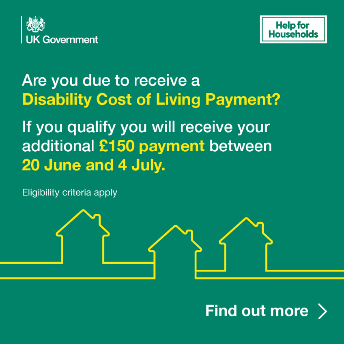 UK Government
Help for
Households
Are you due to receive a
Disability Cost of Living Payment?
If you qualify you will receive your
additional £150 payment between
20 June and 4 July.
Eligibility criteria apply
Find out more